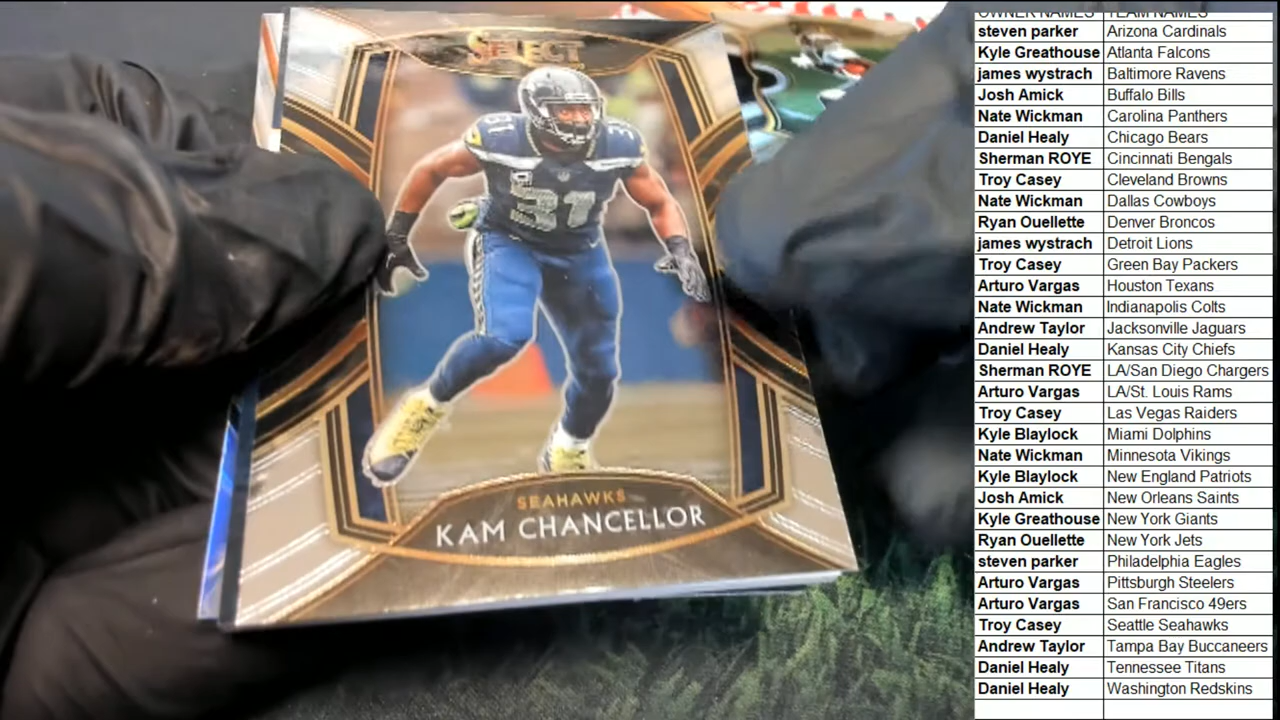 SELECT
31
31
31
SEAHAWKS
KAM CHANCELLOR
OWNER NAMES TEAM NAMES
steven parker Arizona Cardinals
Kyle Greathouse Atlanta Falcons
james wystrach Baltimore Ravens
Josh Amick Buffalo Bills
Nate Wickman Carolina Panthers
Daniel Healy Chicago Bears
Sherman ROYE Cincinnati Bengals
Troy Casey Cleveland Browns
Nate Wickman Dallas Cowboys
Ryan Ouellette Denver Broncos
james wystrach Detroit Lions
Troy Casey Green Bay Packers
Arturo Vargas Houston Texans
Nate Wickman Indianapolis Colts
Andrew Taylor Jacksonville Jaguars
Daniel Healy Kansas City Chiefs
Sherman ROYE LA/San Diego Chargers
Arturo Vargas LA/St. Louis Rams
Troy Casey Las Vegas Raiders
Kyle Blaylock Miami Dolphins
Nate Wickman Minnesota Vikings
Kyle Blaylock New England Patriots
Josh Amick New Orleans Saints
Kyle Greathouse New York Giants
Ryan Ouellette New York Jets
steven parker Philadelphia Eagles
Arturo Vargas Pittsburgh Steelers
Arturo Vargas San Francisco 49ers
Troy Casey Seattle Seahawks
Andrew Taylor Tampa Bay Buccaneers
Daniel Healy Tennessee Titans
Daniel Healy Washington Redskins